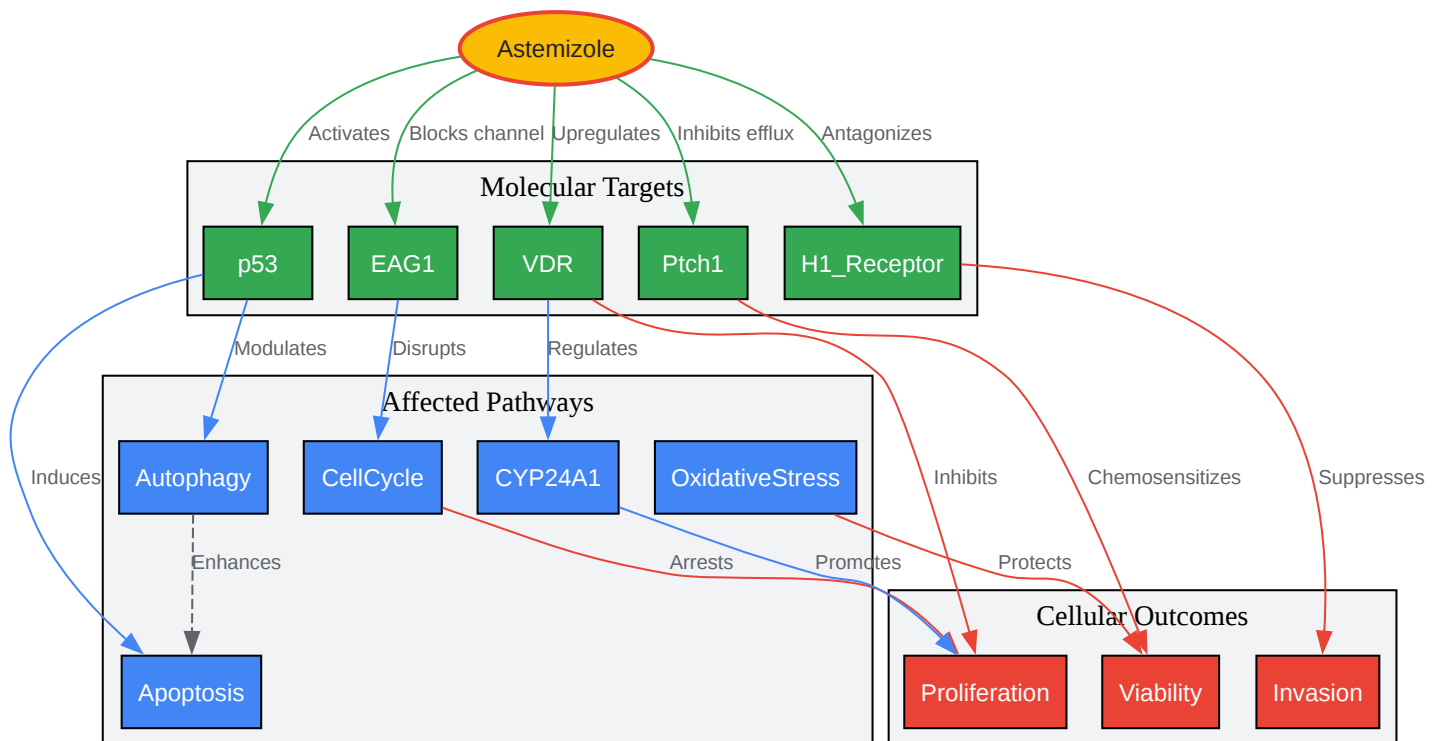 Astemizole
Activates
Blocks channel
Upregulates
Inhibits efflux
Antagonizes
Molecular Targets
p53
EAG1
VDR
Ptch1
H1_Receptor
Modulates
Disrupts
Regulates
Affected Pathways
Autophagy
CellCycle
CYP24A1
OxidativeStress
Induces
Inhibits
Chemosensitizes
Suppresses
Enhances
Arrests
Promotes
Protects
Cellular Outcomes
Apoptosis
Proliferation
Viability
Invasion